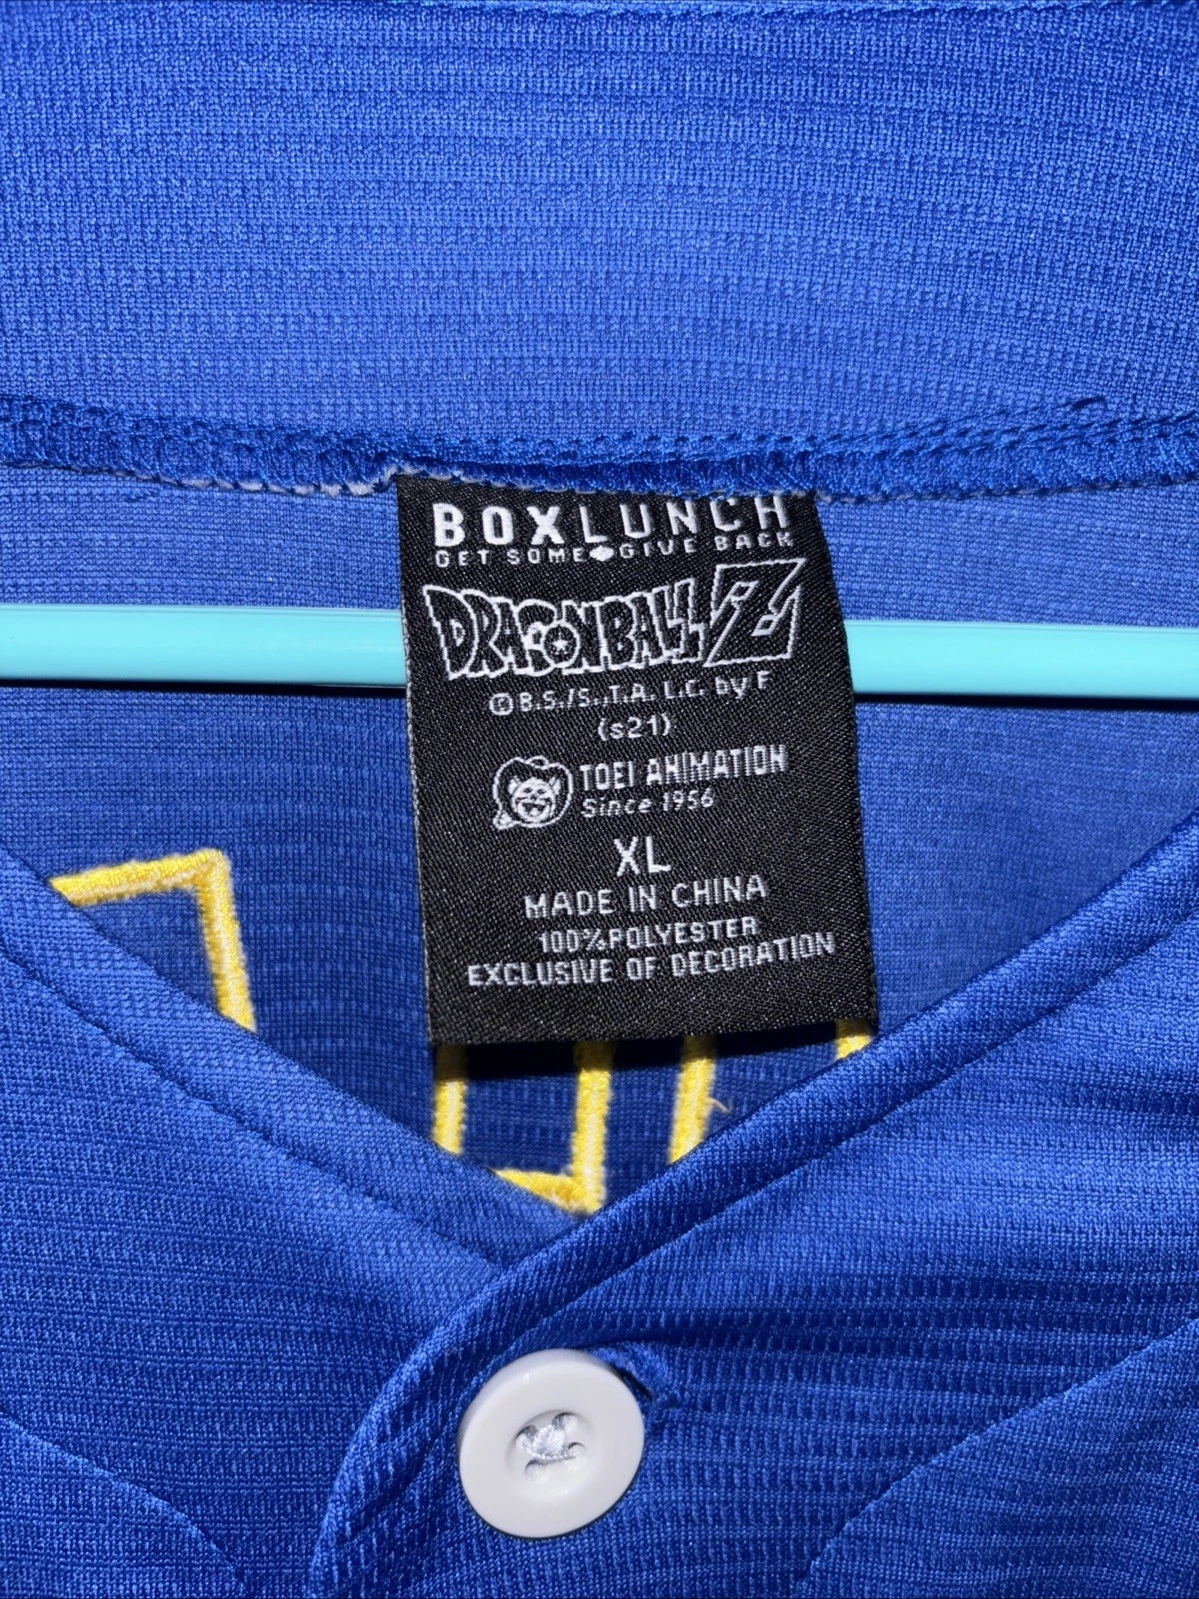 BOXLUNCH
GET SOME GIVE BACK
DRAGONBALL Z
©B.S./S.,T.A. L.C. by F
(s21)
TOEI ANIMATION
Since 1956
XL
MADE IN CHINA
100%POLYESTER
EXCLUSIVE OF DECORATION